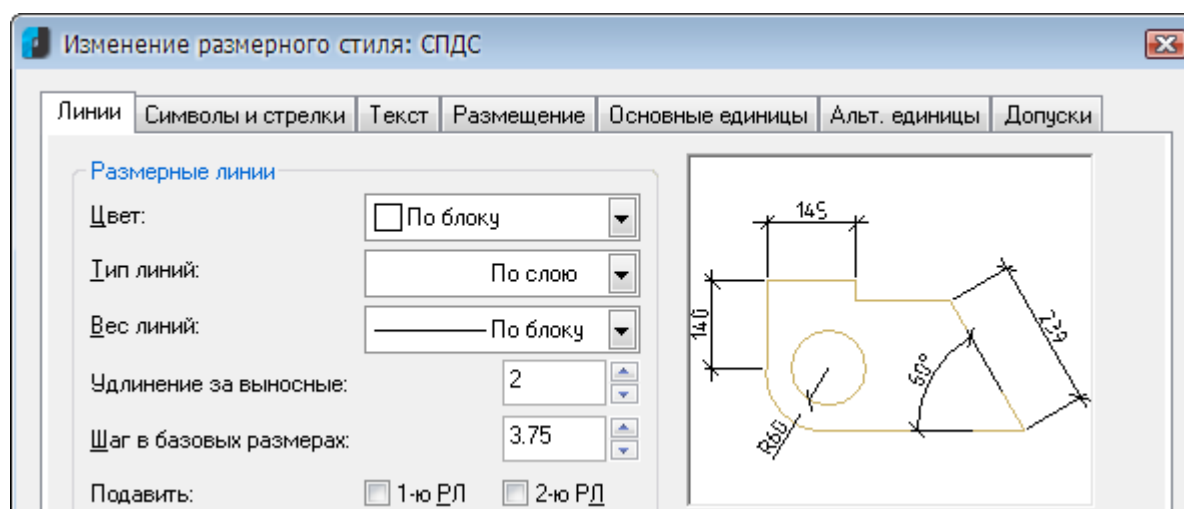 Изменение размерного стиля: СПДС
Линии Символы и стрелки Текст Размещение Основные единицы Альт. единицы Допуски
Размерные линии
Цвет: По блоку
Тип линий: По слою
Вес линий: По блоку
Удлинение за выносные: 2
Шаг в базовых размерах: 3.75
Подавить: 1-ю РЛ 2-ю РЛ
145
140
239
60°
R60